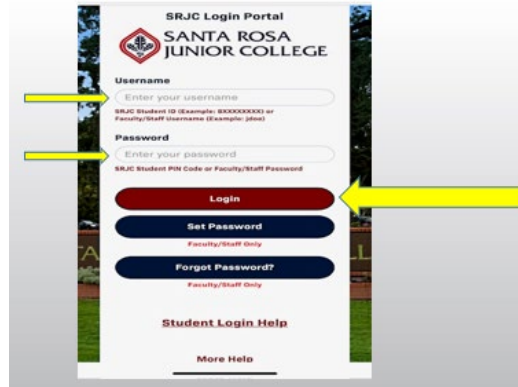 SRJC Login Portal
SANTA ROSA
JUNIOR COLLEGE
Username
Enter your username
SRJC Student ID (Example: 8XXXXXXXX) or
Faculty/Staff Username (Example: jdoe)
Password
Enter your password
SRJC Student PIN Code or Faculty/Staff Password
Login
Set Password
Faculty/Staff Only
Forgot Password?
Faculty/Staff Only
Student Login Help
More Help